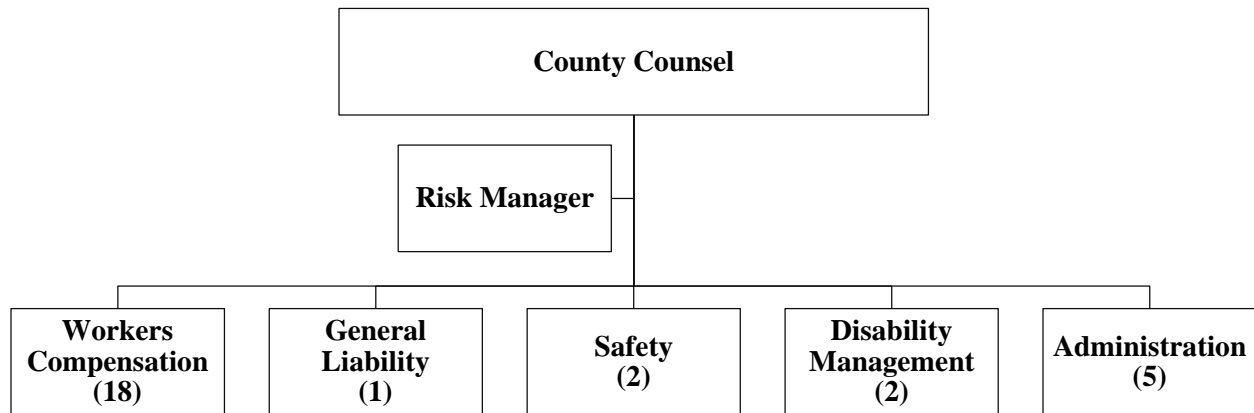 County Counsel
Risk Manager
Workers
Compensation
(18)
General
Liability
(1)
Safety
(2)
Disability
Management
(2)
Administration
(5)